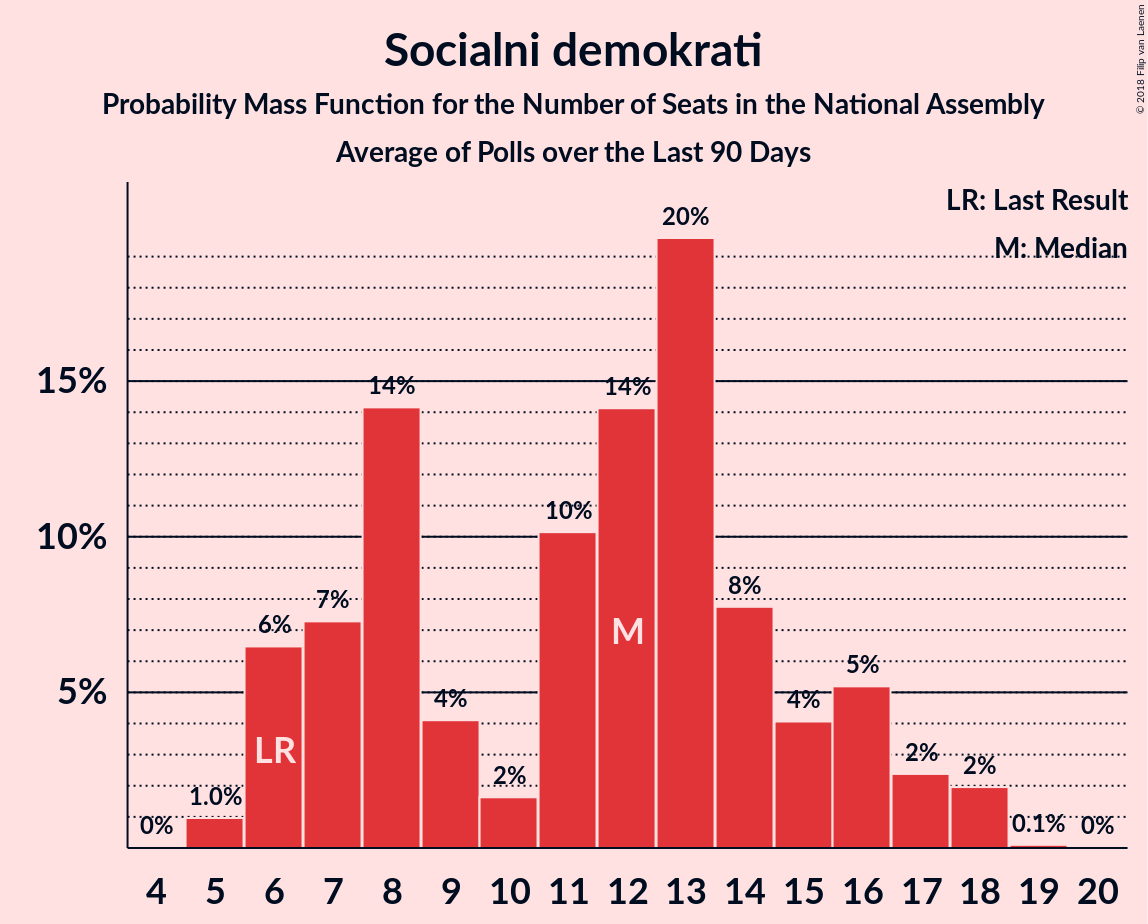 Socialni demokrati
Probability Mass Function for the Number of Seats in the National Assembly
Average of Polls over the Last 90 Days
© 2018 Filip van Laenen
LR: Last Result
M: Median
20%
15%
14%
14%
10%
10%
8%
7%
6%
5%
5%
4%
4%
2%
2%
2%
1.0%
0%
0.1%
0%
LR
M
4 5 6 7 8 9 10 11 12 13 14 15 16 17 18 19 20